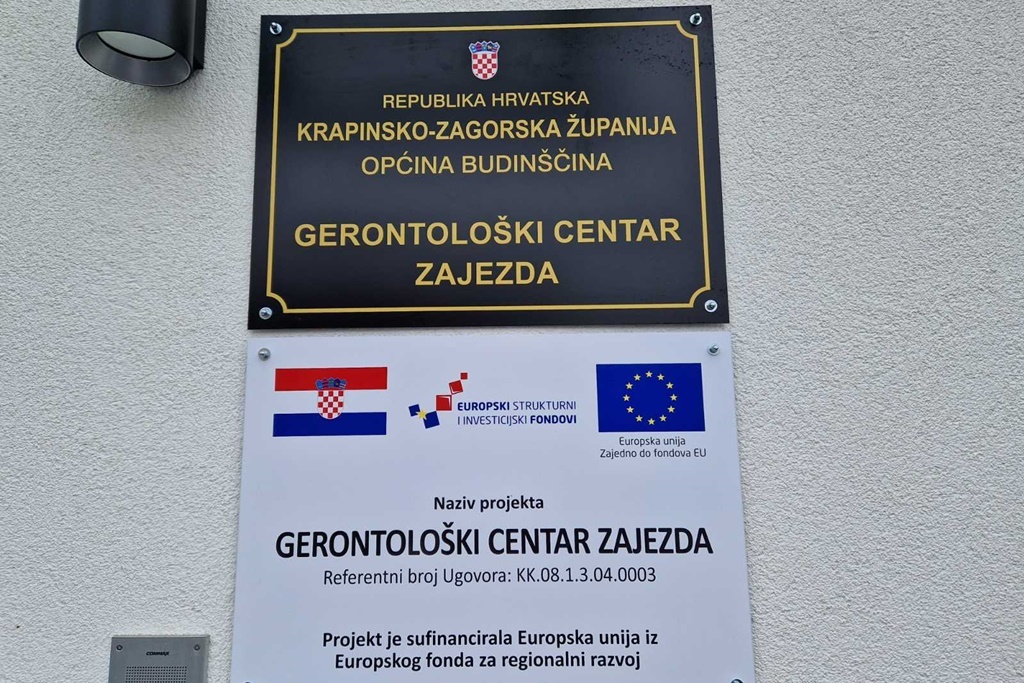 REPUBLIKA HRVATSKA
KRAPINSKO-ZAGORSKA ŽUPANIJA
OPĆINA BUDINŠČINA
GERONTOLOŠKI CENTAR
ZAJEZDA
EUROPSKI STRUKTURNI
I INVESTICIJSKI FONDOVI
Europska unija
Zajedno do fondova EU
Naziv projekta
GERONTOLOŠKI CENTAR ZAJEZDA
Referentni broj Ugovora: KK.08.1.3.04.0003
Projekt je sufinancirala Europska unija iz
Europskog fonda za regionalni razvoj
COMMAX